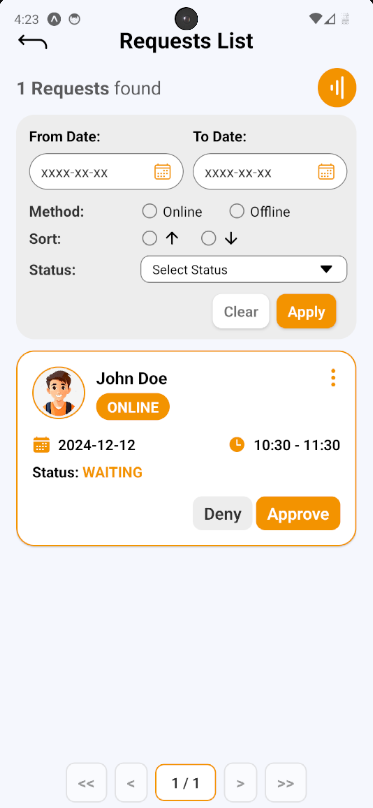 4:23
Requests List
1 Requests found
From Date: To Date:
xxxx-xx-xx xxxx-xx-xx
Method: Online Offline
Sort: ↑ ↓
Status: Select Status
Clear Apply
John Doe
ONLINE
2024-12-12 10:30 - 11:30
Status: WAITING
Deny Approve
<< < 1 / 1 > >>